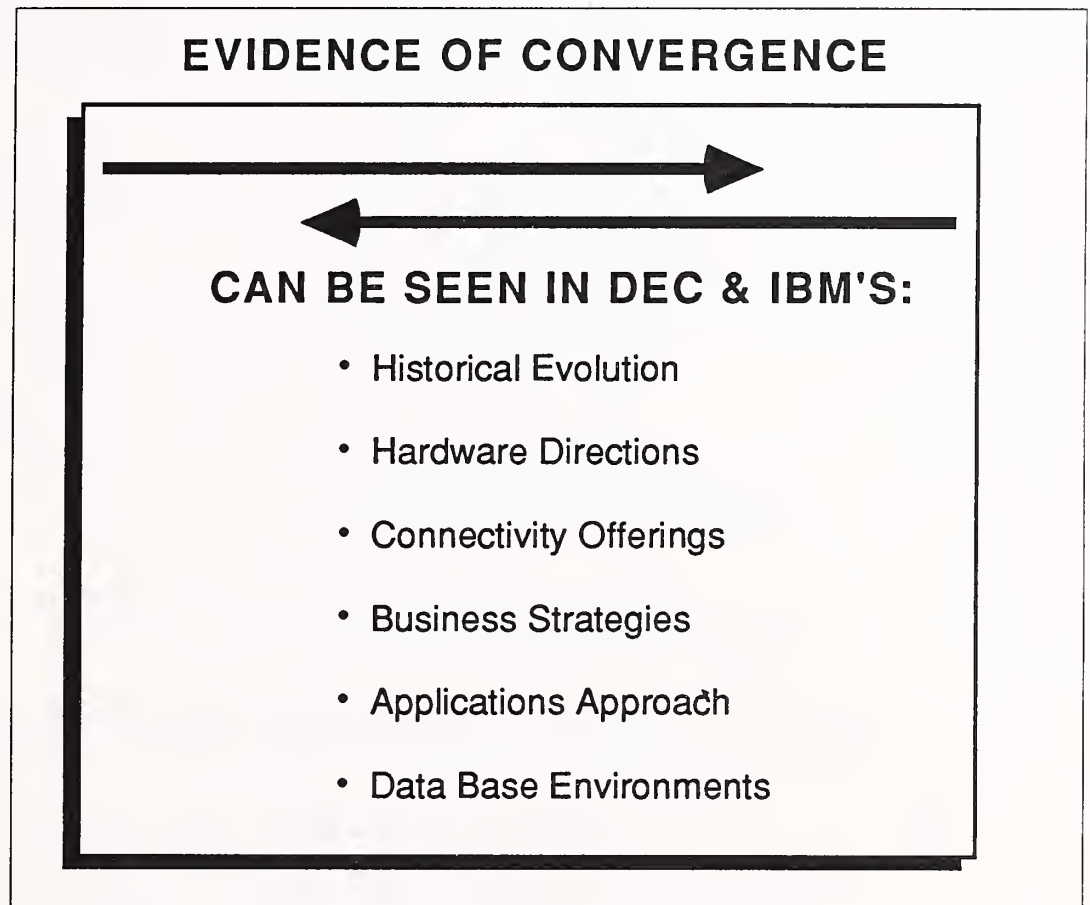 EVIDENCE OF CONVERGENCE
CAN BE SEEN IN DEC & IBM'S:
• Historical Evolution
• Hardware Directions
• Connectivity Offerings
• Business Strategies
• Applications Approach
• Data Base Environments